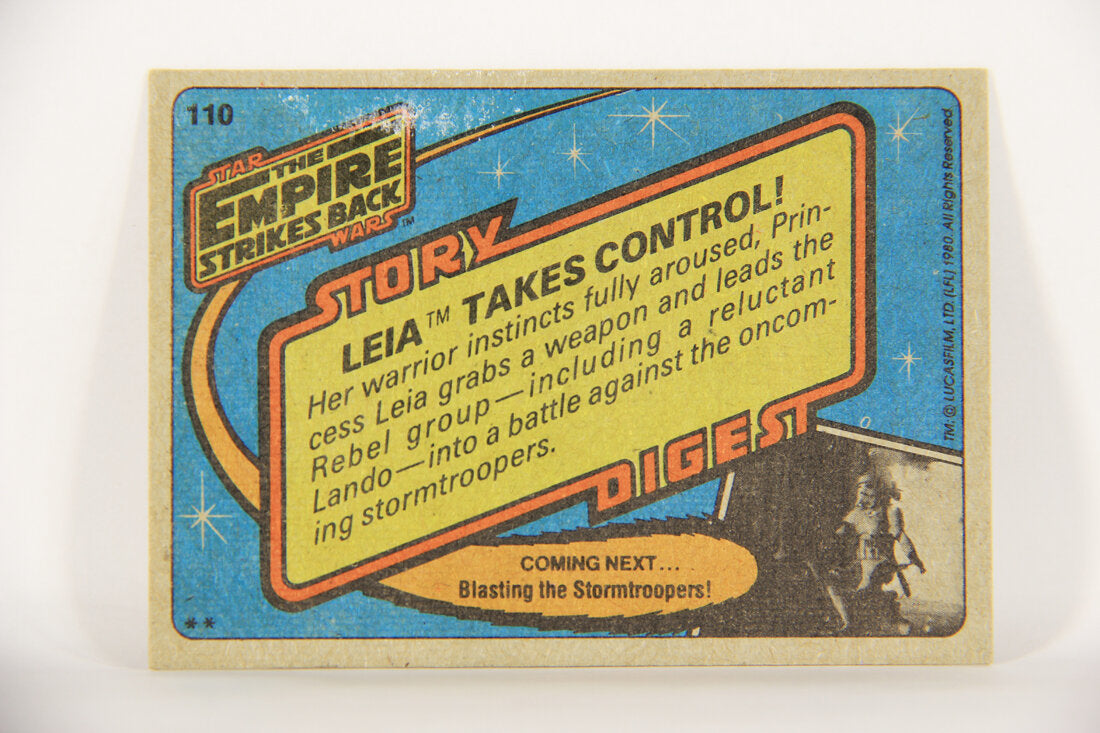 110
STAR
THE
EMPIRE
STRIKES BACK
WARS™
STORY
LEIA™ TAKES CONTROL!
Her warrior instincts fully aroused, Prin-
cess Leia grabs a weapon and leads the
Rebel group—including a reluctant
Lando—into a battle against the oncom-
ing stormtroopers.
DIGEST
COMING NEXT...
Blasting the Stormtroopers!
**
TM: © LUCASFILM, LTD. (LFL) 1980. All Rights Reserved